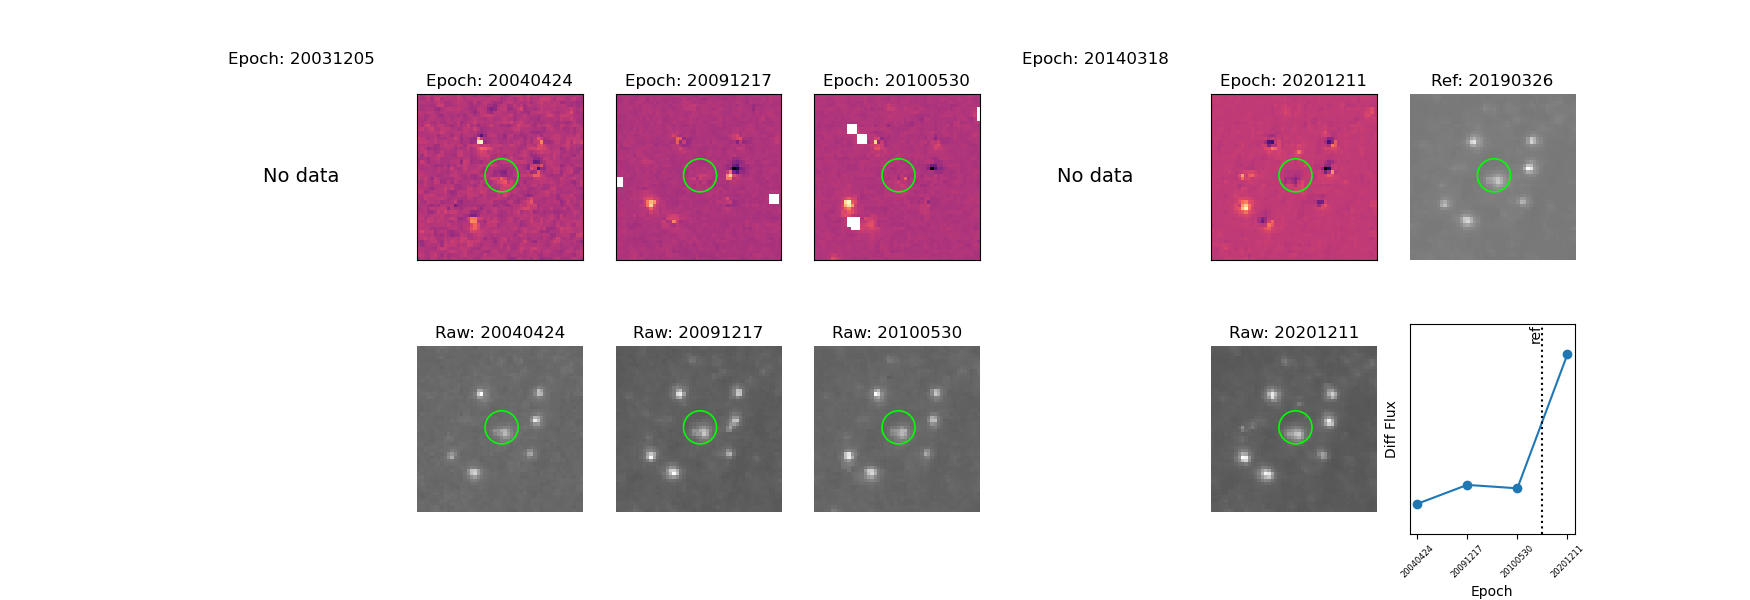 Epoch: 20031205
Epoch: 20140318
Epoch: 20040424
Epoch: 20091217
Epoch: 20100530
Epoch: 20201211
Ref: 20190326
No data
No data
Raw: 20040424
Raw: 20091217
Raw: 20100530
Raw: 20201211
ref
Diff Flux
20040424
20091217
20100530
20201211
Epoch